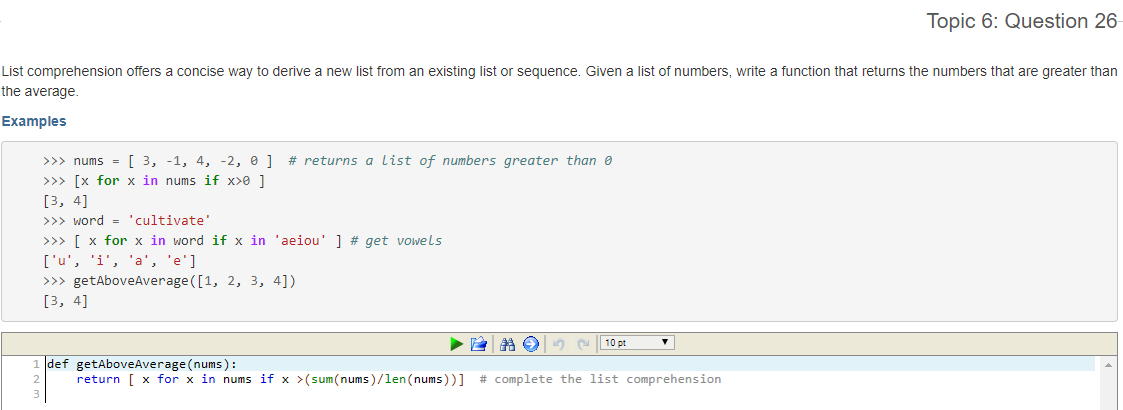 Topic 6: Question 26
List comprehension offers a concise way to derive a new list from an existing list or sequence. Given a list of numbers, write a function that returns the numbers that are greater than
the average.
Examples
>>> nums = [ 3, -1, 4, -2, 0 ]  # returns a list of numbers greater than 0
>>> [x for x in nums if x>0 ]
[3, 4]
>>> word = 'cultivate'
>>> [ x for x in word if x in 'aeiou' ] # get vowels
['u', 'i', 'a', 'e']
>>> getAboveAverage([1, 2, 3, 4])
[3, 4]
10 pt
1 def getAboveAverage(nums):
2     return [ x for x in nums if x >(sum(nums)/len(nums))]  # complete the list comprehension
3